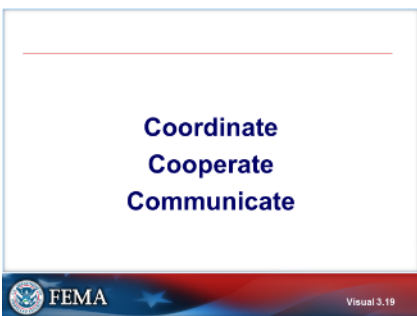 Coordinate
Cooperate
Communicate
FEMA
Visual 3.19